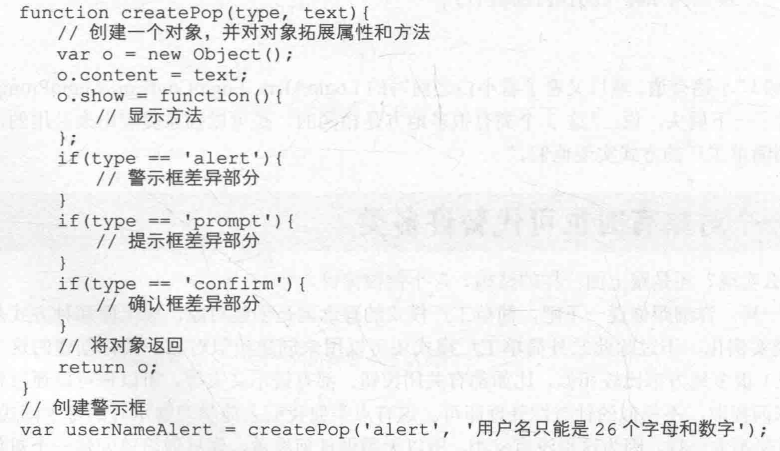 function createPop(type, text){
// 创建一个对象，并对对象拓展属性和方法
var o = new Object();
o.content = text;
o.show = function(){
// 显示方法
};
if(type == 'alert'){
// 警示框差异部分
}
if(type == 'prompt'){
// 提示框差异部分
}
if(type == 'confirm'){
// 确认框差异部分
}
// 将对象返回
return o;
}
// 创建警示框
var userNameAlert = createPop('alert', '用户名只能是 26 个字母和数字');